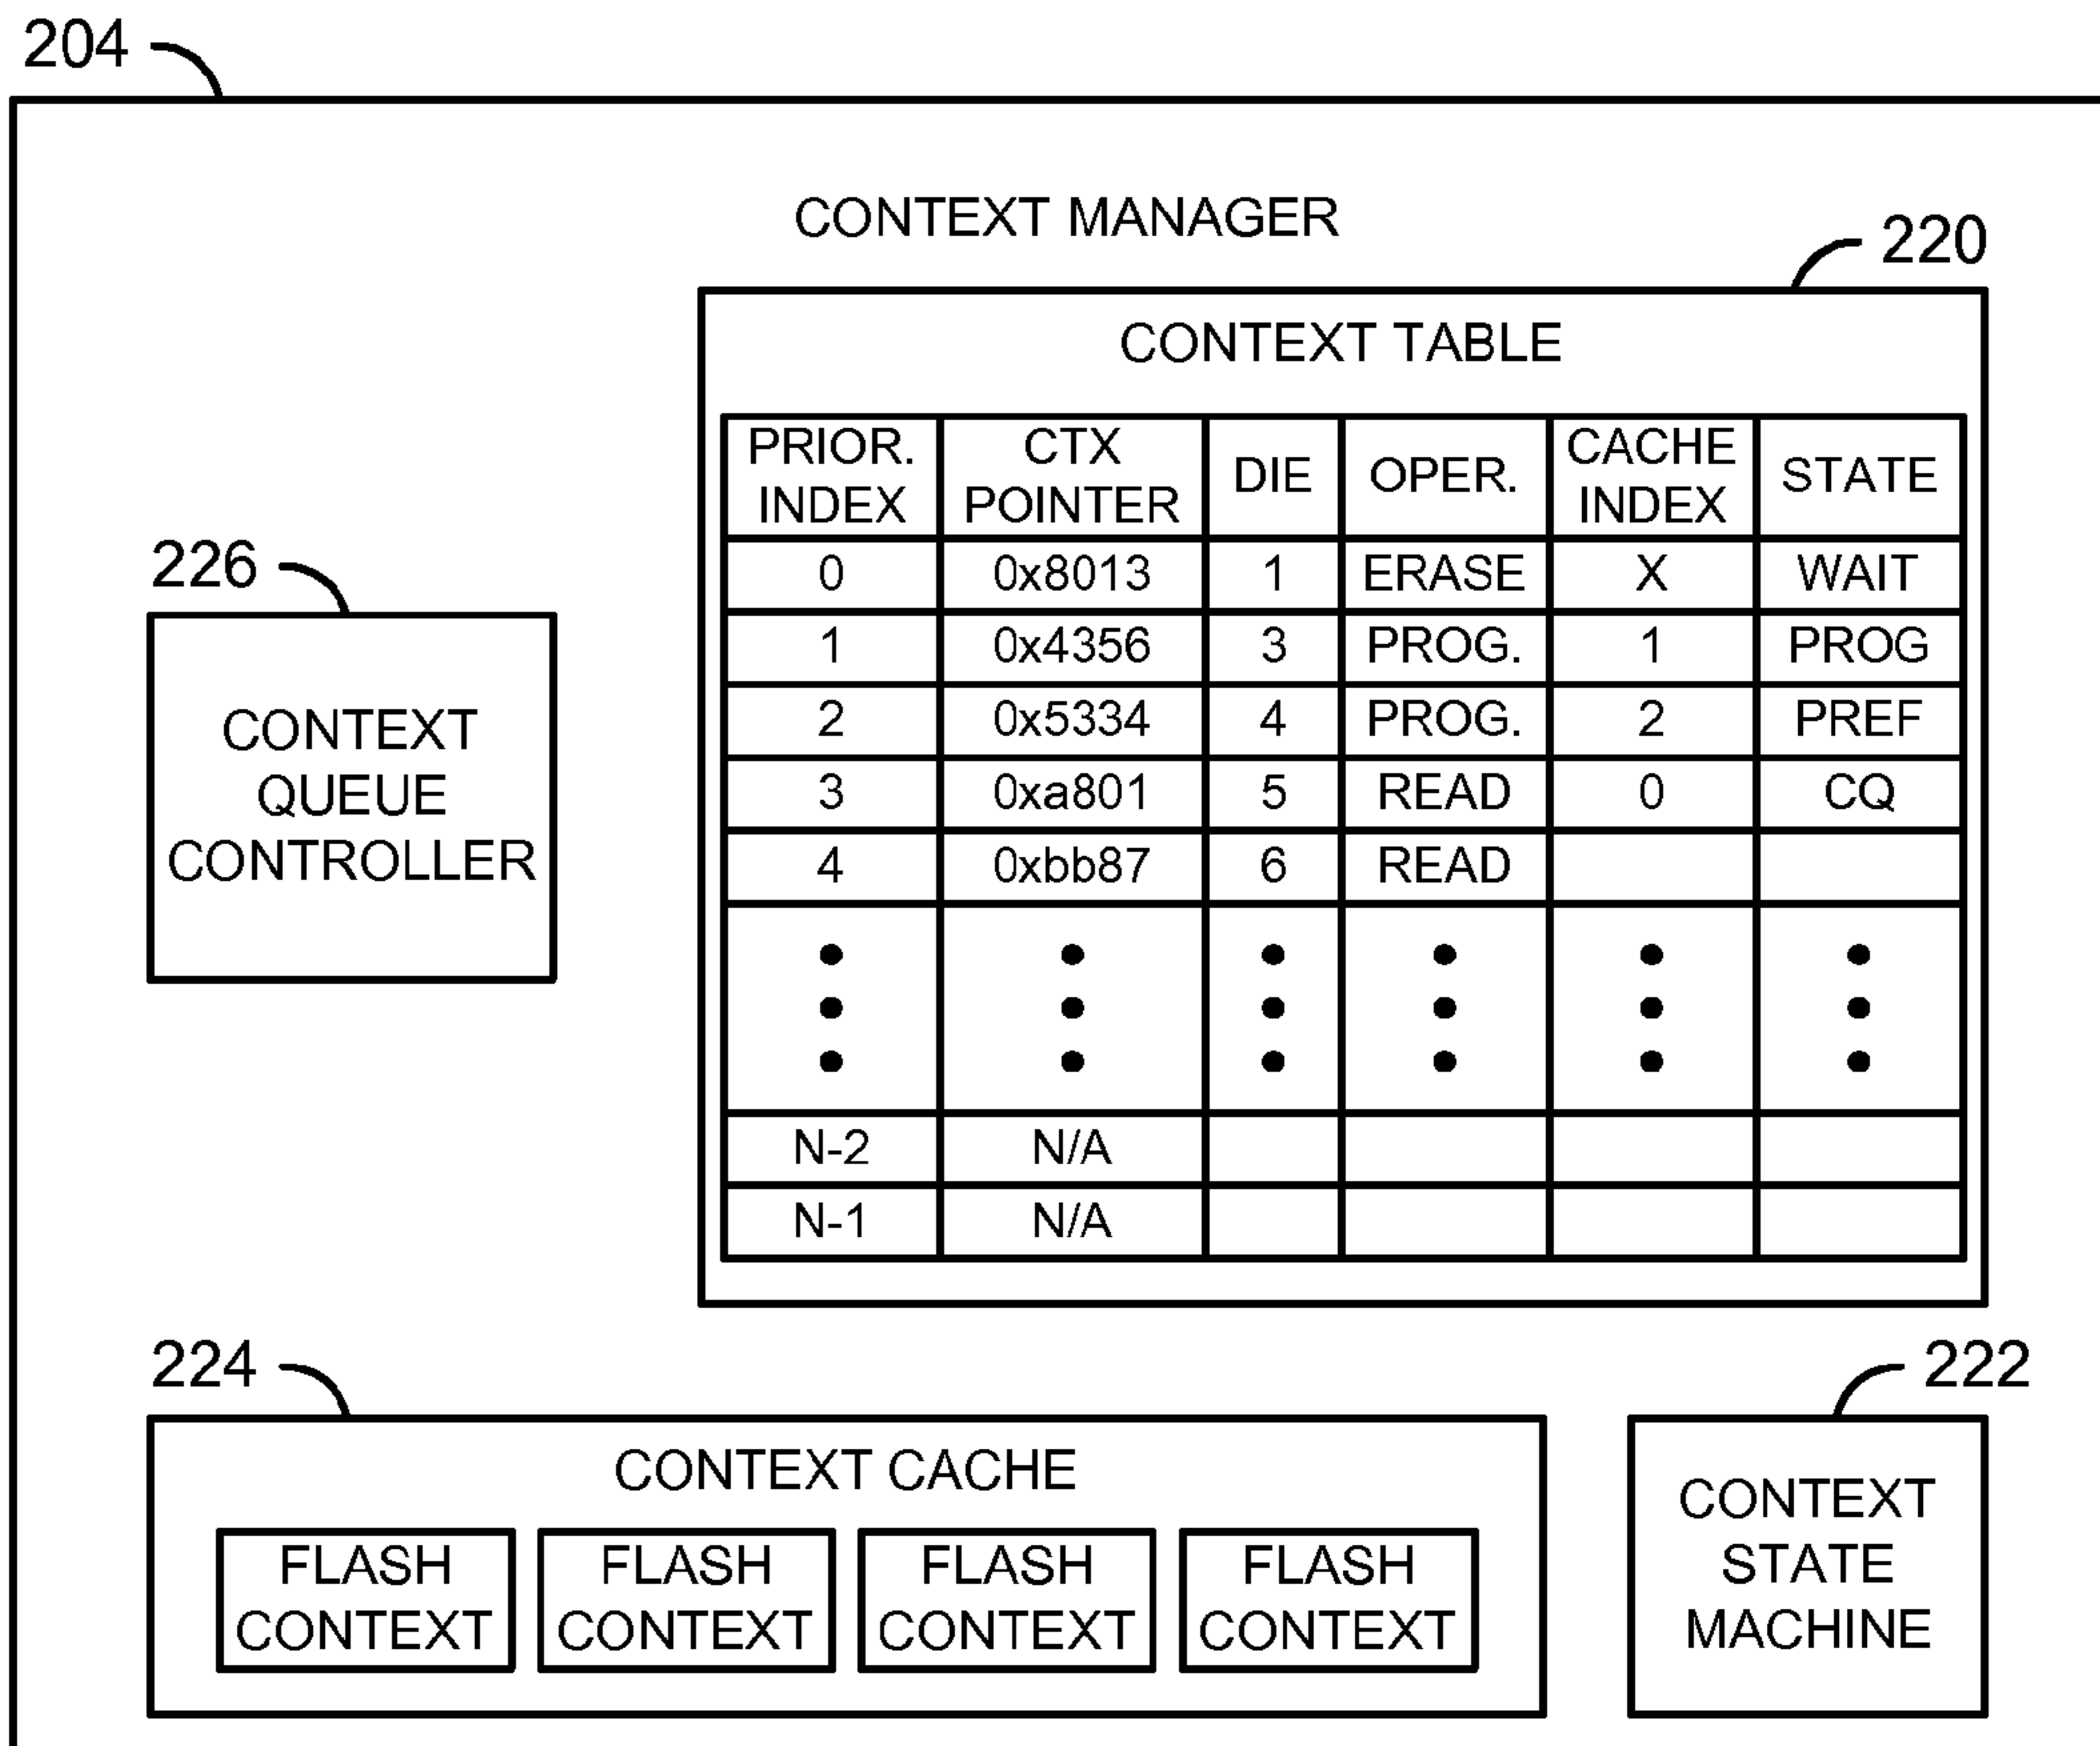 204
CONTEXT MANAGER
220
CONTEXT TABLE
PRIOR. INDEX CTX POINTER DIE OPER. CACHE INDEX STATE
0 0x8013 1 ERASE X WAIT
1 0x4356 3 PROG. 1 PROG
2 0x5334 4 PROG. 2 PREF
3 0xa801 5 READ 0 CQ
4 0xbb87 6 READ
N-2 N/A
N-1 N/A
226
CONTEXT
QUEUE
CONTROLLER
224
CONTEXT CACHE
FLASH
CONTEXT
FLASH
CONTEXT
FLASH
CONTEXT
FLASH
CONTEXT
222
CONTEXT
STATE
MACHINE